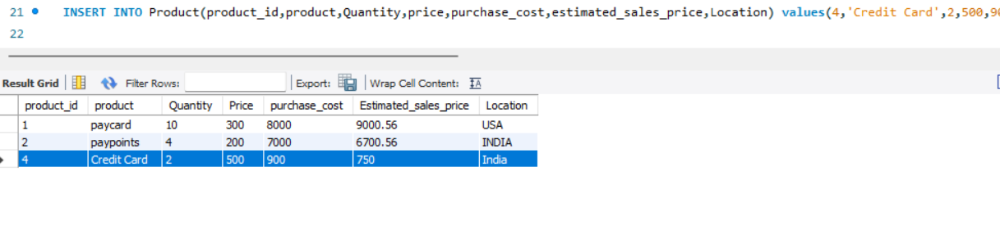 21 INSERT INTO Product(product_id,product,Quantity,price,purchase_cost,estimated_sales_price,Location) values(4,'Credit Card',2,500,90
22
Result Grid Filter Rows: Export: Wrap Cell Content:
product_id product Quantity Price purchase_cost Estimated_sales_price Location
1 paycard 10 300 8000 9000.56 USA
2 paypoints 4 200 7000 6700.56 INDIA
4 Credit Card 2 500 900 750 India